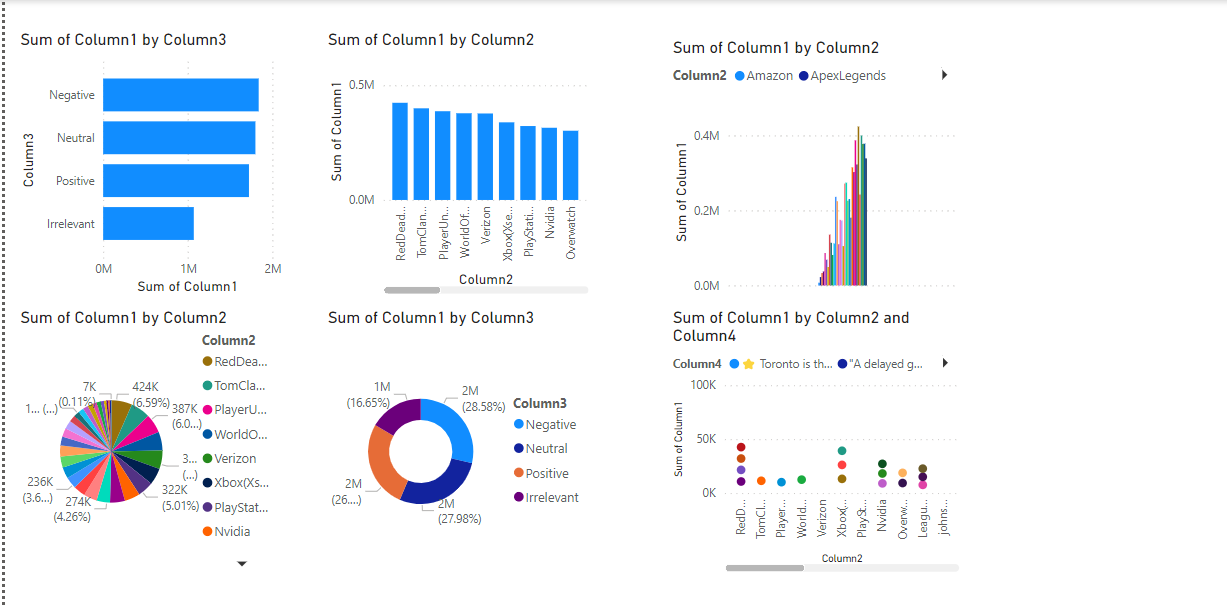 Sum of Column1 by Column3
Column3
Negative
Neutral
Positive
Irrelevant
0M 1M 2M
Sum of Column1
Sum of Column1 by Column2
Sum of Column1
0.5M
0.0M
RedDead...
TomClan...
PlayerUn...
WorldOf...
Verizon
Xbox(Xse...
PlayStati...
Nvidia
Overwatch
Column2
Sum of Column1 by Column2
Column2 Amazon ApexLegends
Sum of Column1
0.4M
0.2M
0.0M
Sum of Column1 by Column2
7K
(0.11%)
424K
(6.59%)
387K
(6.0...)
3...
(...)
322K
(5.01%)
274K
(4.26%)
236K
(3.6...)
1... (...)
Column2
RedDea...
TomCla...
PlayerU...
WorldO...
Verizon
Xbox(Xs...
PlayStat...
Nvidia
Sum of Column1 by Column3
1M
(16.65%)
2M
(28.58%)
2M
(26....)
2M
(27.98%)
Column3
Negative
Neutral
Positive
Irrelevant
Sum of Column1 by Column2 and
Column4
Column4 ⭐ Toronto is th... "A delayed g...
Sum of Column1
100K
50K
0K
RedD...
TomCl...
Player...
World...
Verizon
Xbox(...
PlaySt...
Nvidia
Overw...
Leagu...
johns...
Column2